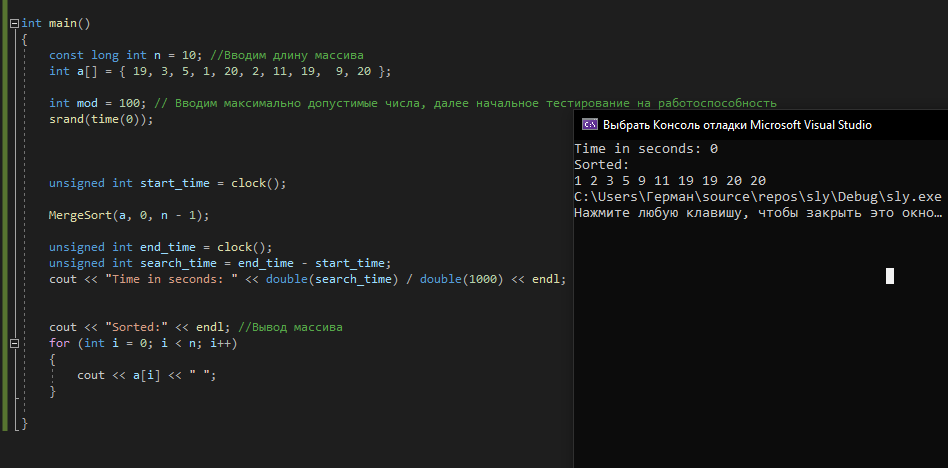 int main()
{
const long int n = 10; //Вводим длину массива
int a[] = { 19, 3, 5, 1, 20, 2, 11, 19,  9, 20 };
int mod = 100; // Вводим максимально допустимые числа, далее начальное тестирование на работоспособность
srand(time(0));
unsigned int start_time = clock();
MergeSort(a, 0, n - 1);
unsigned int end_time = clock();
unsigned int search_time = end_time - start_time;
cout << "Time in seconds: " << double(search_time) / double(1000) << endl;
cout << "Sorted:" << endl; //Вывод массива
for (int i = 0; i < n; i++)
{
cout << a[i] << " ";
}
}
C:\ Выбрать Консоль отладки Microsoft Visual Studio
Time in seconds: 0
Sorted:
1 2 3 5 9 11 19 19 20 20
C:\Users\Герман\source\repos\sly\Debug\sly.exe
Нажмите любую клавишу, чтобы закрыть это окно…